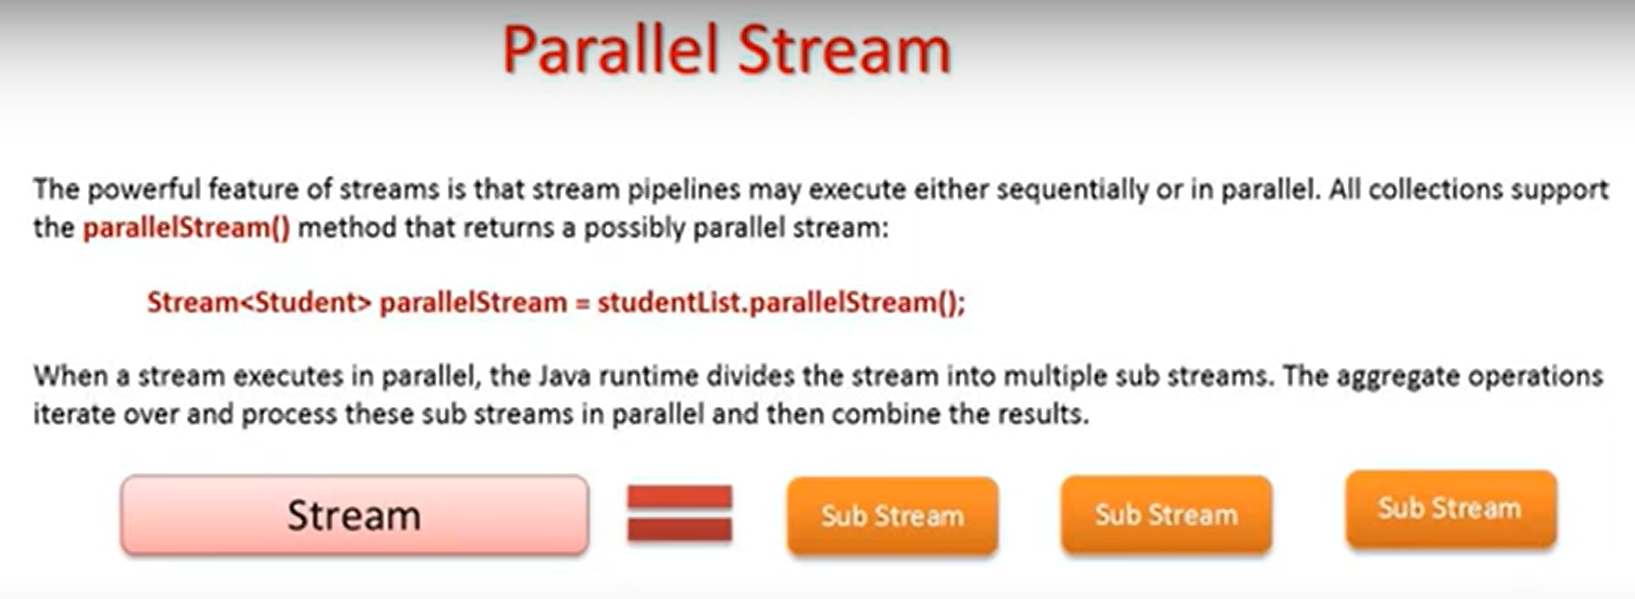 Parallel Stream
The powerful feature of streams is that stream pipelines may execute either sequentially or in parallel. All collections support
the parallelStream() method that returns a possibly parallel stream:
Stream<Student> parallelStream = studentList.parallelStream();
When a stream executes in parallel, the Java runtime divides the stream into multiple sub streams. The aggregate operations
iterate over and process these sub streams in parallel and then combine the results.
Stream
Sub Stream
Sub Stream
Sub Stream